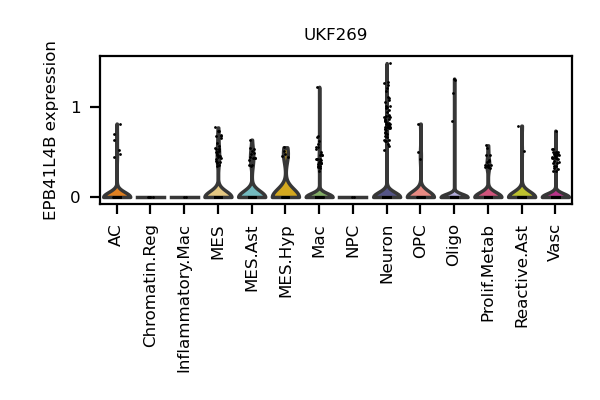 UKF269
EPB41L4B expression
1
0
AC
Chromatin.Reg
Inflammatory.Mac
MES
MES.Ast
MES.Hyp
Mac
NPC
Neuron
OPC
Oligo
Prolif.Metab
Reactive.Ast
Vasc